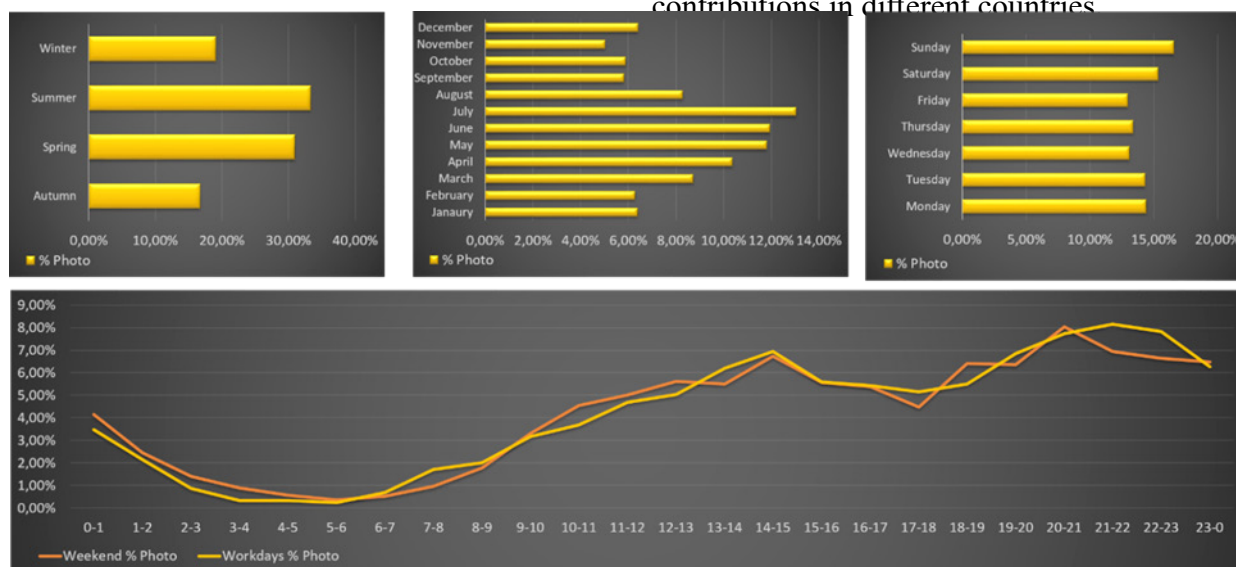 contributions in different countries
Winter
Summer
Spring
Autumn
0,00% 10,00% 20,00% 30,00% 40,00%
% Photo
December
November
October
September
August
July
June
May
April
March
February
Janaury
0,00% 2,00% 4,00% 6,00% 8,00% 10,00% 12,00% 14,00%
% Photo
Sunday
Saturday
Friday
Thursday
Wednesday
Tuesday
Monday
0,00% 5,00% 10,00% 15,00% 20,00%
% Photo
9,00%
8,00%
7,00%
6,00%
5,00%
4,00%
3,00%
2,00%
1,00%
0,00%
0-1 1-2 2-3 3-4 4-5 5-6 6-7 7-8 8-9 9-10 10-11 11-12 12-13 13-14 14-15 15-16 16-17 17-18 18-19 19-20 20-21 21-22 22-23 23-0
Weekend % Photo Workdays % Photo